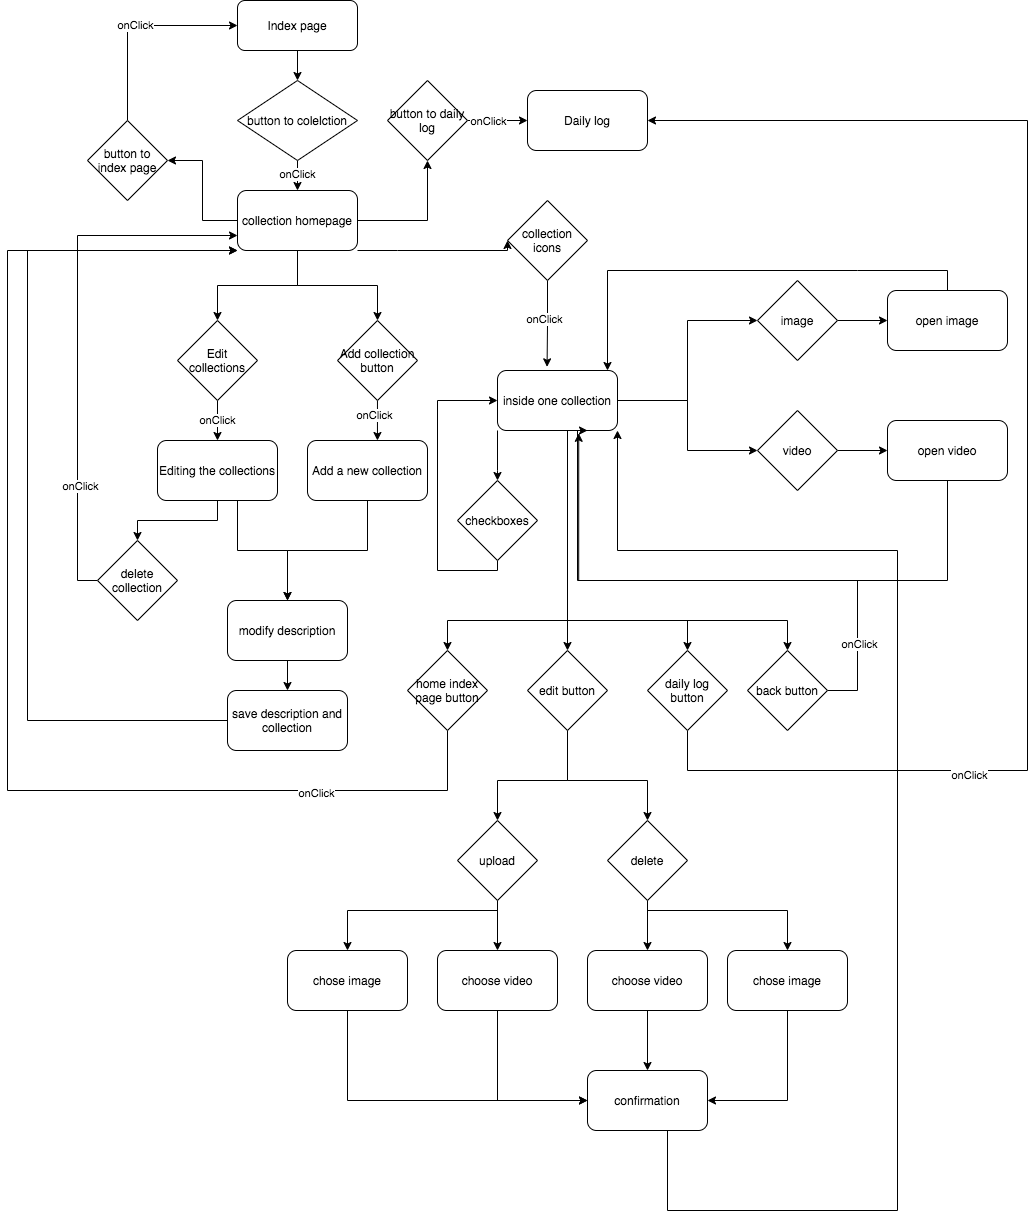 onClick
Index page
button to colelction
button to daily
log
onClick
Daily log
button to
index page
onClick
collection homepage
collection
icons
onClick
image
open image
Edit
collections
Add collection
button
onClick
onClick
inside one collection
Editing the collections
Add a new collection
video
open video
onClick
checkboxes
delete
collection
modify description
onClick
home index
page button
edit button
daily log
button
back button
save description and
collection
onClick
onClick
upload
delete
chose image
choose video
choose video
chose image
confirmation